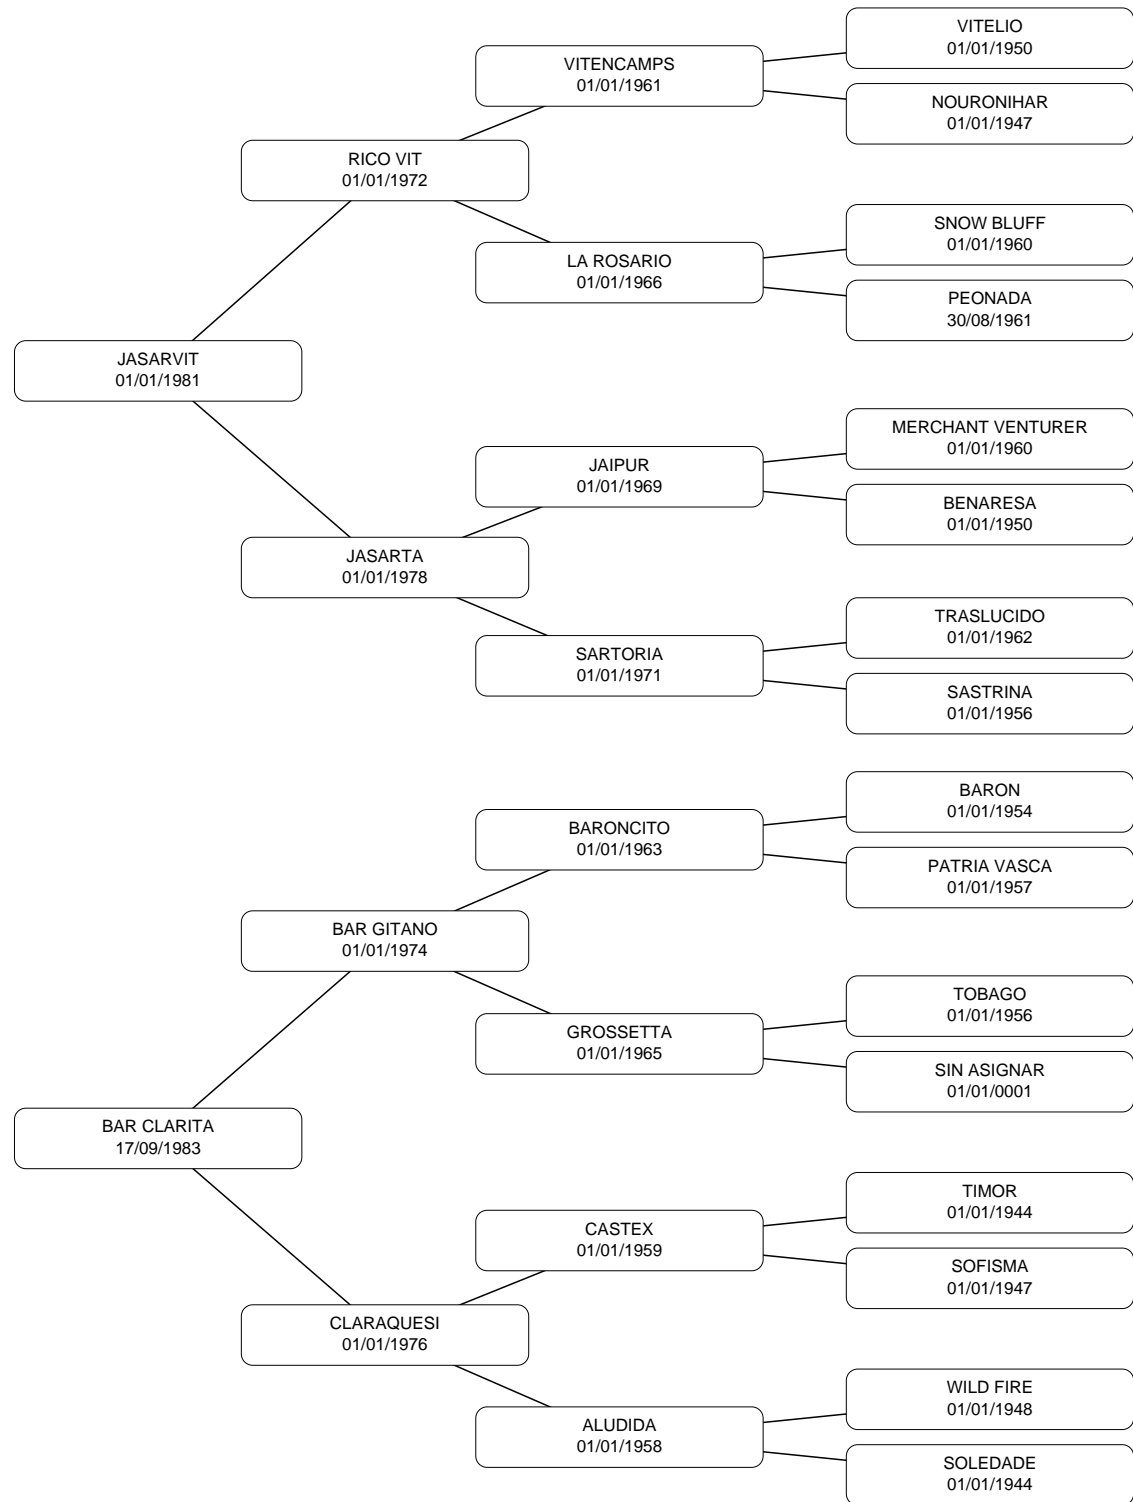 VITELIO
01/01/1950
VITENCAMPS
01/01/1961
NOURONIHAR
01/01/1947
RICO VIT
01/01/1972
SNOW BLUFF
01/01/1960
LA ROSARIO
01/01/1966
PEONADA
30/08/1961
JASARVIT
01/01/1981
MERCHANT VENTURER
01/01/1960
JAIPUR
01/01/1969
BENARESA
01/01/1950
JASARTA
01/01/1978
TRASLUCIDO
01/01/1962
SARTORIA
01/01/1971
SASTRINA
01/01/1956
BARON
01/01/1954
BARONCITO
01/01/1963
PATRIA VASCA
01/01/1957
BAR GITANO
01/01/1974
TOBAGO
01/01/1956
GROSSETTA
01/01/1965
SIN ASIGNAR
01/01/0001
BAR CLARITA
17/09/1983
TIMOR
01/01/1944
CASTEX
01/01/1959
SOFISMA
01/01/1947
CLARAQUESI
01/01/1976
WILD FIRE
01/01/1948
ALUDIDA
01/01/1958
SOLEDADE
01/01/1944